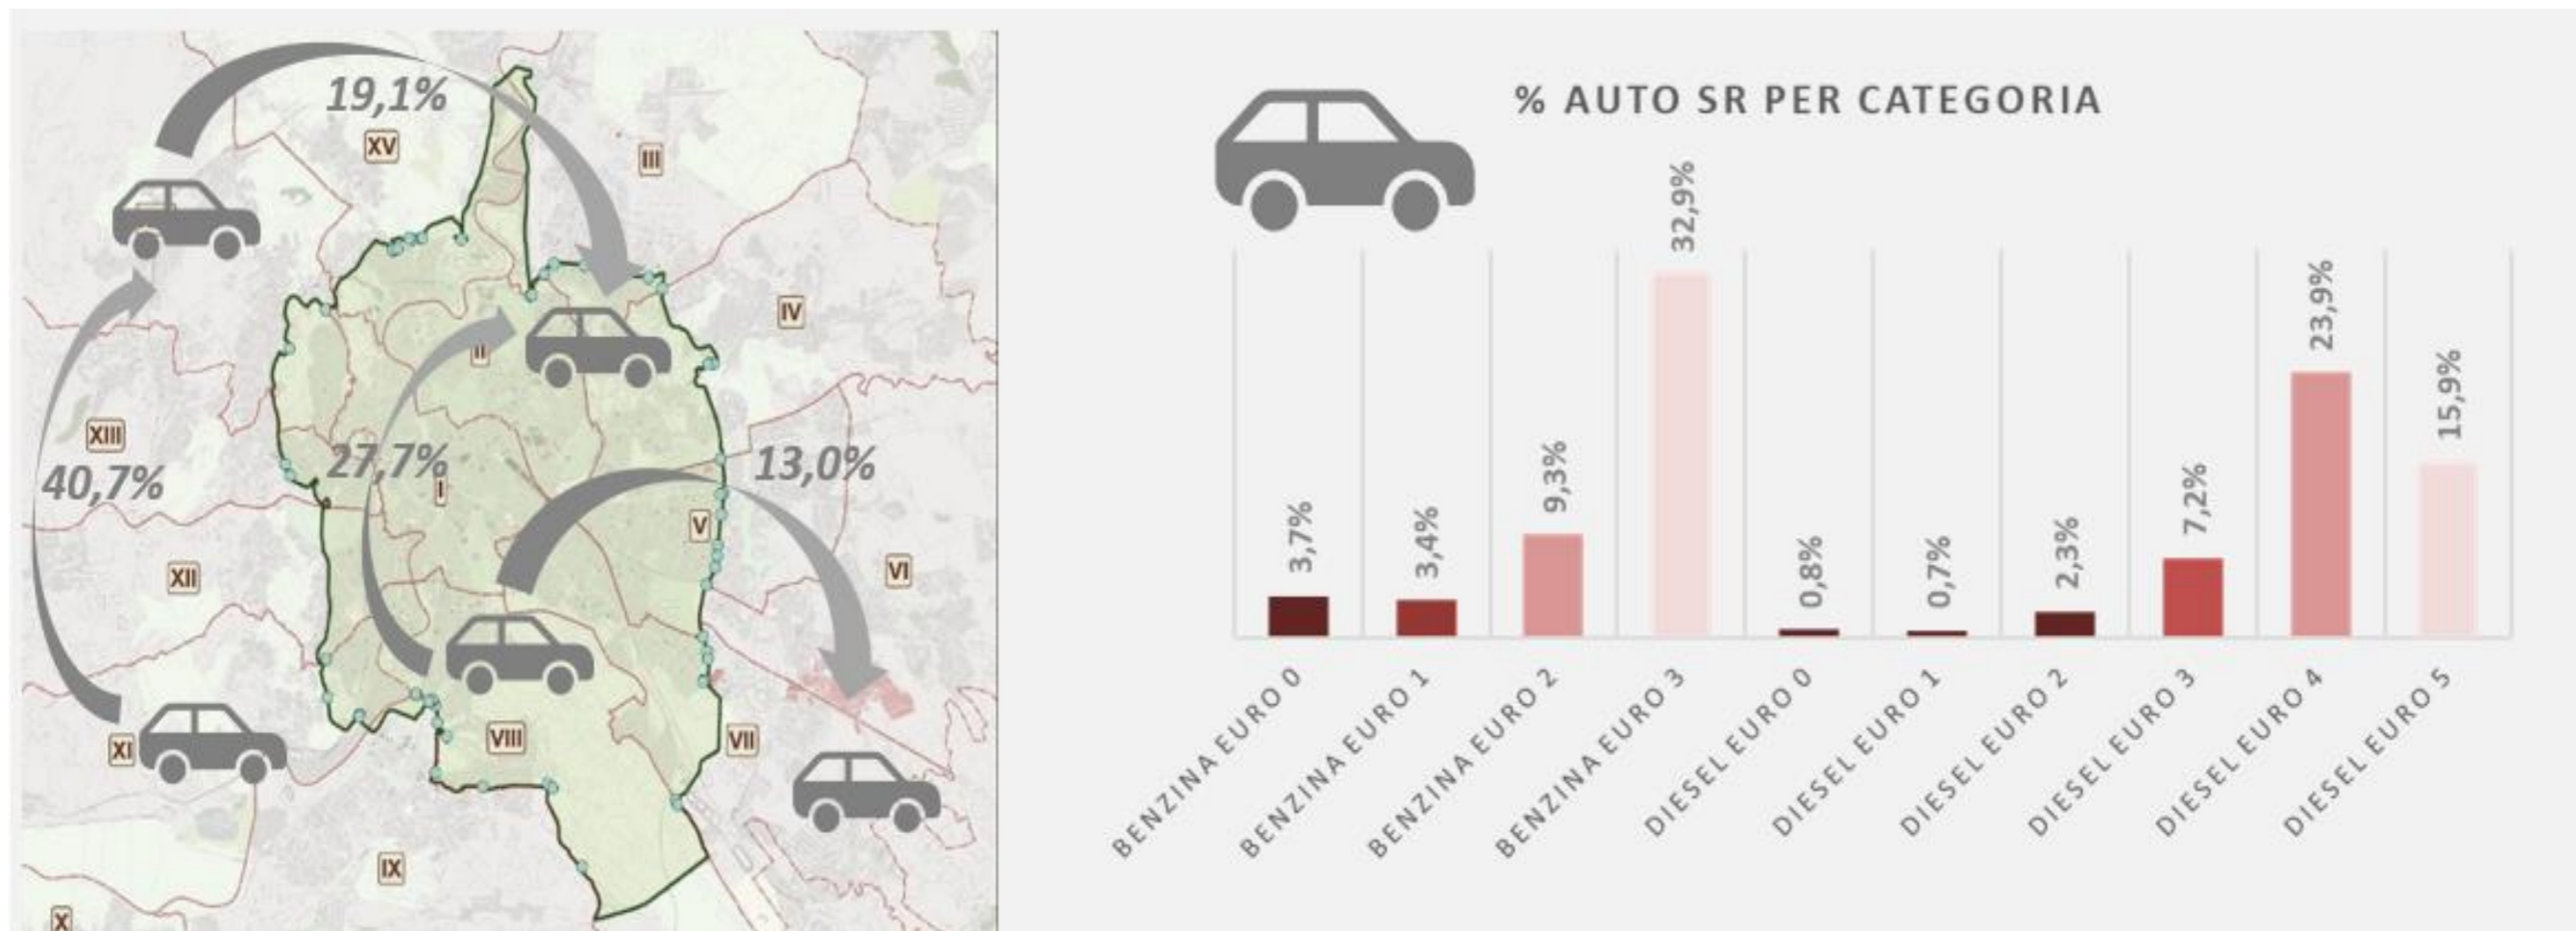 19,1%
XV
III
IV
II
XIII
40,7%
27,7%
I
13,0%
V
XII
VI
XI
VIII
VII
IX
X
% AUTO SR PER CATEGORIA
3,7%
3,4%
9,3%
32,9%
0,8%
0,7%
2,3%
7,2%
23,9%
15,9%
BENZINA EURO 0
BENZINA EURO 1
BENZINA EURO 2
BENZINA EURO 3
DIESEL EURO 0
DIESEL EURO 1
DIESEL EURO 2
DIESEL EURO 3
DIESEL EURO 4
DIESEL EURO 5